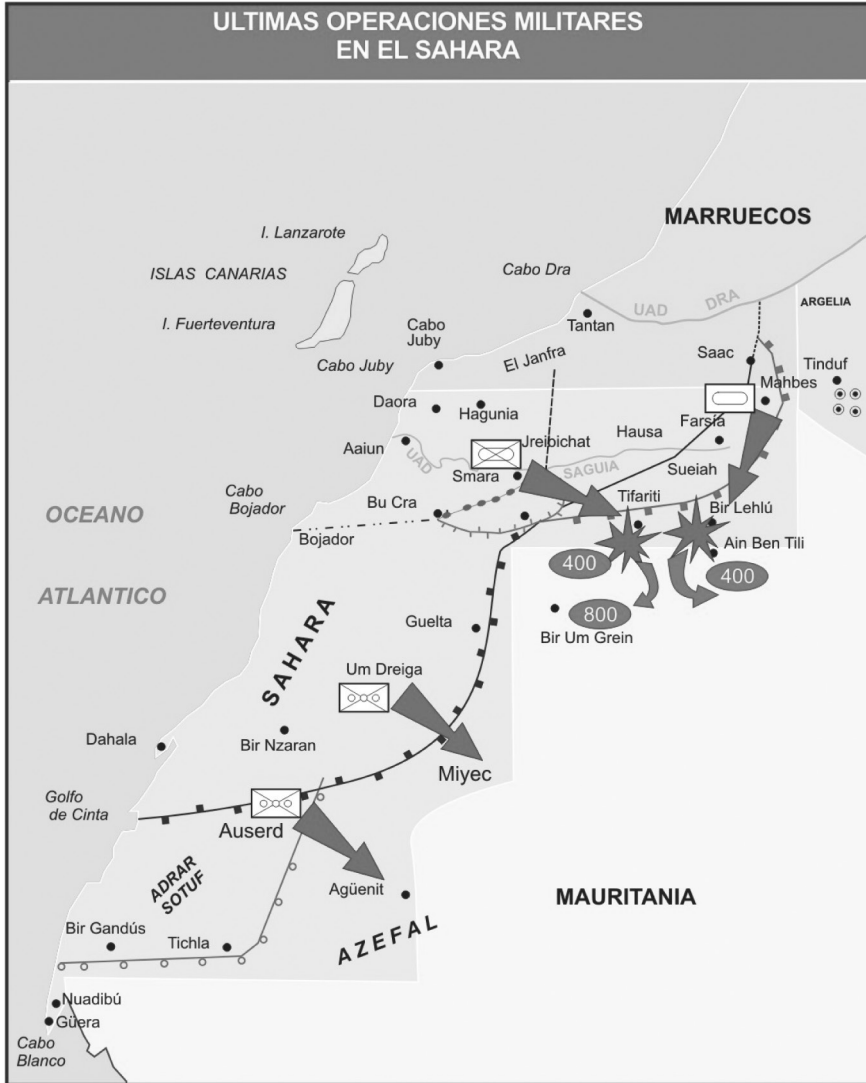 ULTIMAS OPERACIONES MILITARES
EN EL SAHARA
MARRUECOS
I. Lanzarote
ISLAS CANARIAS
Cabo Dra
I. Fuerteventura
UAD DRA
ARGELIA
Tantan
Cabo
Juby
Cabo Juby
El Janfra
Saac
Tinduf
Mahbes
Daora
Hagunia
Farsia
Hausa
Jreibichat
Aaiun
UAD
SAGUIA
Smara
Sueiah
Cabo
Bojador
Bu Cra
Tifariti
Bir Lehlú
OCEANO
Bojador
Ain Ben Tili
400
400
ATLANTICO
800
Bir Um Grein
Guelta
SAHARA
Um Dreiga
Dahala
Bir Nzaran
Miyec
Golfo
de Cinta
Auserd
ADRAR
SOTUF
Agüenit
MAURITANIA
AZEFAL
Bir Gandús
Tichla
Nuadibú
Güera
Cabo
Blanco